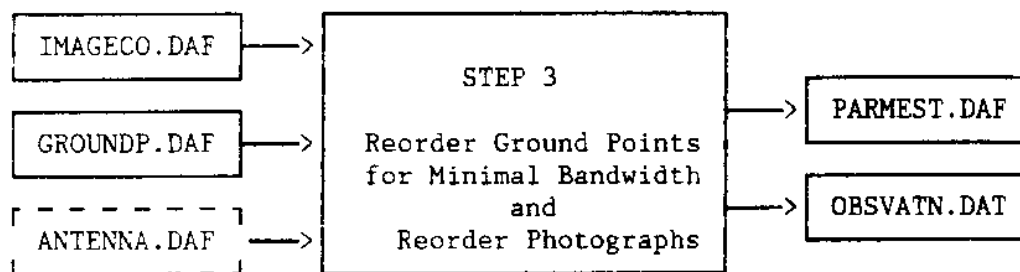 IMAGECO.DAF
GROUNDP.DAF
ANTENNA.DAF
STEP 3
Reorder Ground Points
for Minimal Bandwidth
and
Reorder Photographs
PARMEST.DAF
OBSVATN.DAT